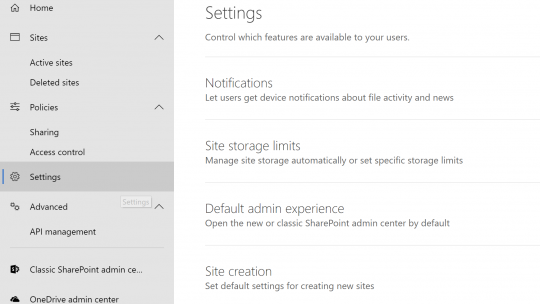 Home
Sites
Active sites
Deleted sites
Policies
Sharing
Access control
Settings
Settings
Advanced
API management
Classic SharePoint admin ce...
OneDrive admin center
Settings
Control which features are available to your users.
Notifications
Let users get device notifications about file activity and news
Site storage limits
Manage site storage automatically or set specific storage limits
Default admin experience
Open the new or classic SharePoint admin center by default
Site creation
Set default settings for creating new sites